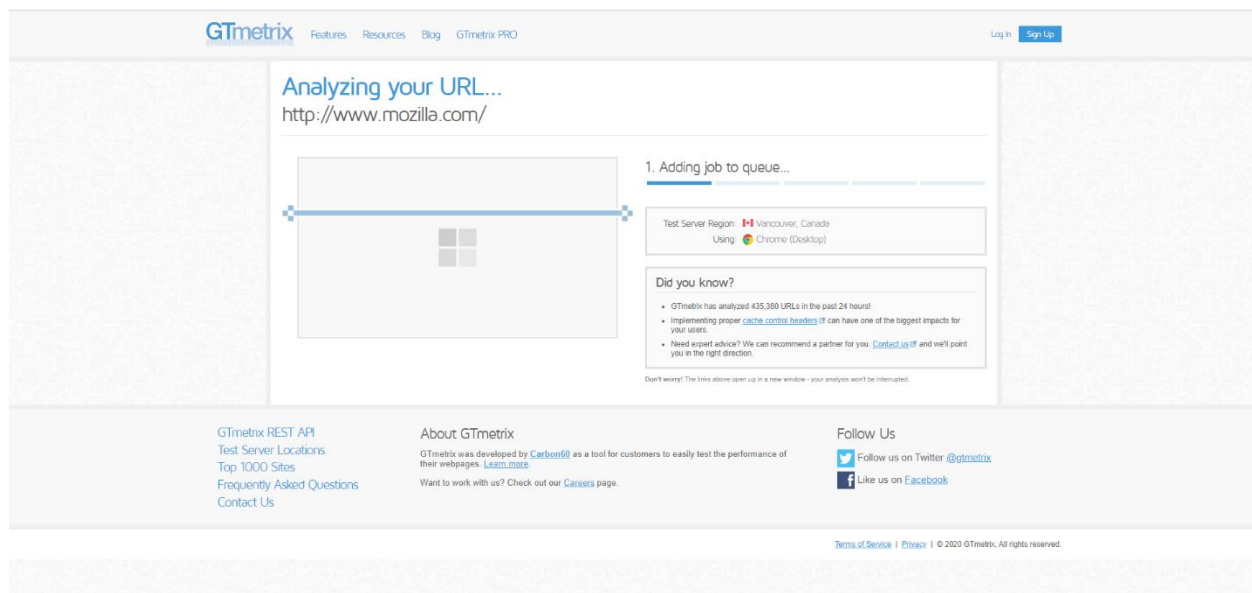 GTmetrix
Features Resources Blog GTmetrix PRO
Log In Sign Up
Analyzing your URL...
http://www.mozilla.com/
1. Adding job to queue...
Test Server Region: Vancouver, Canada
Using: Chrome (Desktop)
Did you know?
• GTmetrix has analyzed 435,360 URLs in the past 24 hours!
• Implementing proper cache control headers can have one of the biggest impacts for
your users.
• Need expert advice? We can recommend a partner for you. Contact us and we'll point
you in the right direction.
Don't worry! The links above open up in a new window - your analysis won't be interrupted.
GTmetrix REST API
Test Server Locations
Top 1000 Sites
Frequently Asked Questions
Contact Us
About GTmetrix
GTmetrix was developed by Carbon60 as a tool for customers to easily test the performance of
their webpages. Learn more.
Want to work with us? Check out our Careers page.
Follow Us
Follow us on Twitter @gtmetrix
Like us on Facebook
Terms of Service | Privacy | © 2020 GTmetrix, All rights reserved.